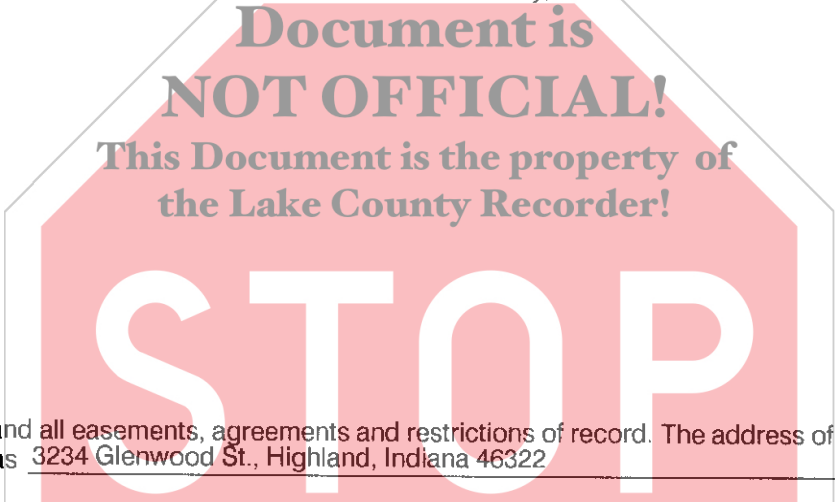 Document is
NOT OFFICIAL!
This Document is the property of
the Lake County Recorder!
STOP
all easements, agreements and restrictions of record. The address of
3234 Glenwood St., Highland, Indiana 46322